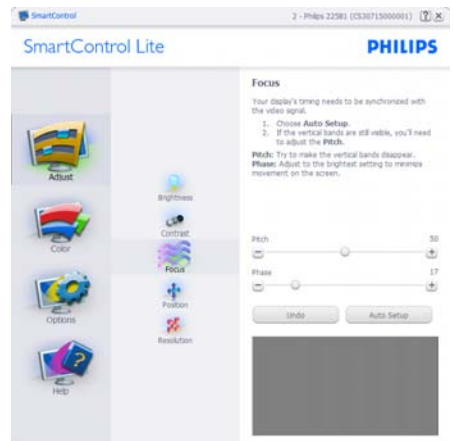 SmartControl
2 - Philips 225B1 (CS30715000001)
SmartControl Lite
PHILIPS
Adjust
Color
Options
Help
Brightness
Contrast
Focus
Position
Resolution
Focus
Your display's timing needs to be synchronized with
the video signal.
1. Choose Auto Setup.
2. If the vertical bands are still visible, you'll need
to adjust the Pitch.
Pitch: Try to make the vertical bands disappear.
Phase: Adjust to the brightest setting to minimize
movement on the screen.
Pitch 50
Phase 17
Undo Auto Setup